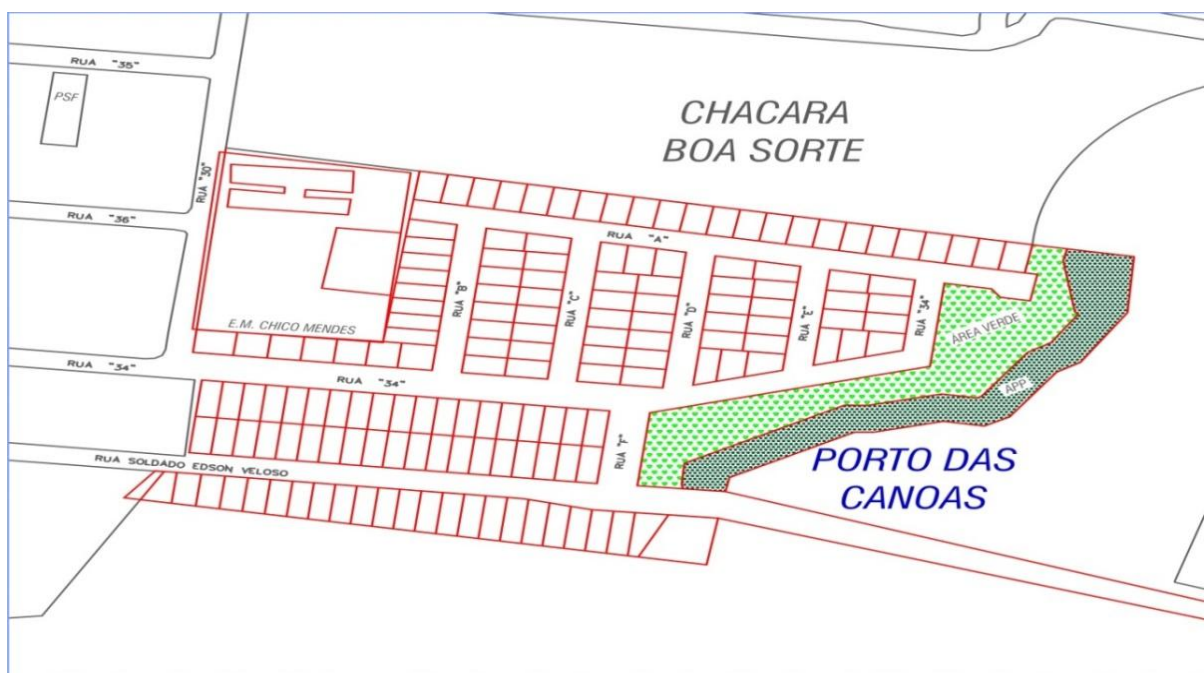 RUA "35"
PSF
CHACARA
BOA SORTE
RUA "30"
RUA "36"
RUA "A"
RUA "B"
RUA "C"
RUA "D"
RUA "E"
RUA "34"
ÁREA VERDE
E.M. CHICO MENDES
RUA "34"
RUA "34"
APP
RUA "F"
RUA SOLDADO EDSON VELOSO
PORTO DAS
CANOAS